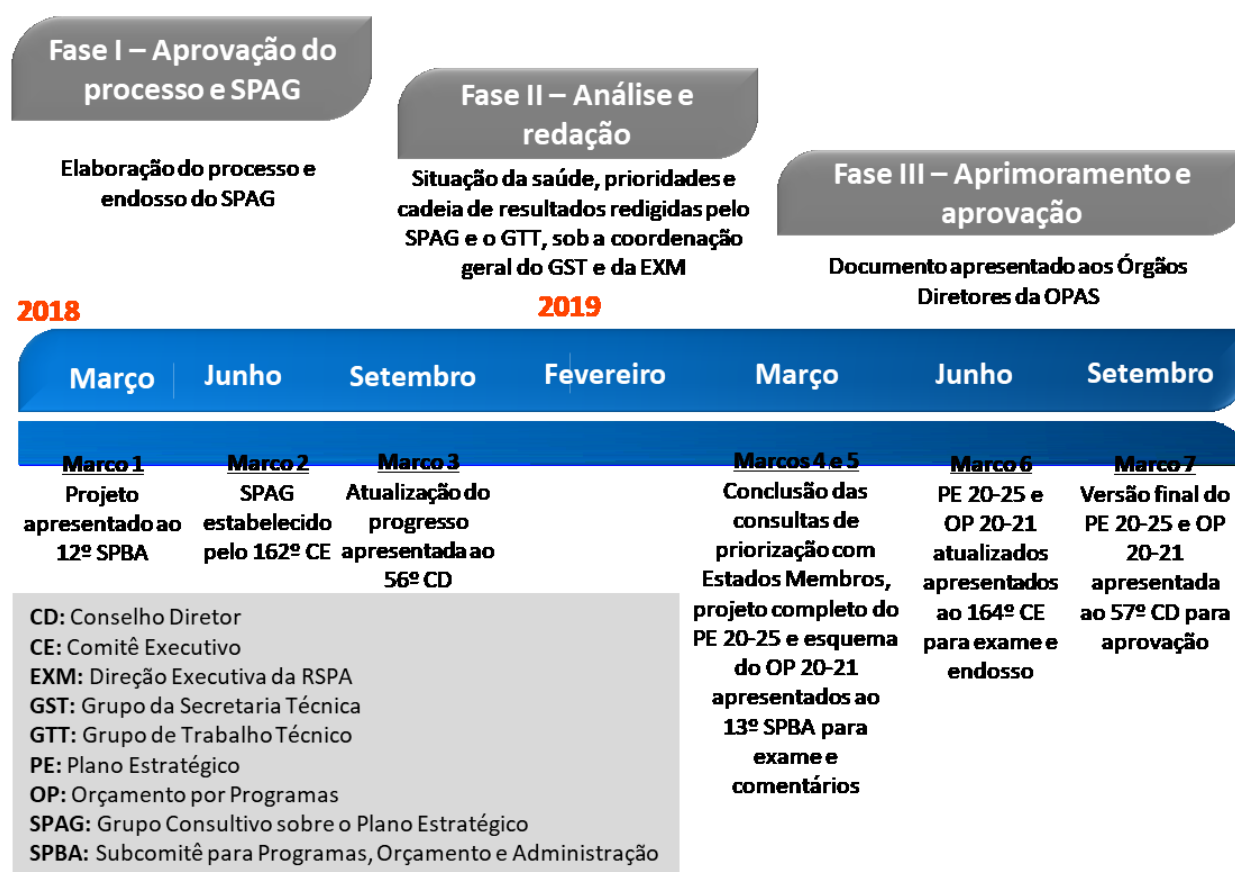 Fase I – Aprovação do
processo e SPAG
Elaboração do processo e
endosso do SPAG
Fase II – Análise e
redação
Situação da saúde, prioridades e
cadeia de resultados redigidas pelo
SPAG e o GTT, sob a coordenação
geral do GST e da EXM
Fase III – Aprimoramento e
aprovação
Documento apresentado aos Órgãos
Diretores da OPAS
2018
2019
Março
Junho
Setembro
Fevereiro
Março
Junho
Setembro
Marco 1
Projeto
apresentado ao
12º SPBA
Marco 2
SPAG
estabelecido
pelo 162º CE
Marco 3
Atualização do
progresso
apresentada ao
56º CD
Marcos 4 e 5
Conclusão das
consultas de
priorização com
Estados Membros,
projeto completo do
PE 20-25 e esquema
do OP 20-21
apresentados ao
13º SPBA para
exame e
comentários
Marco 6
PE 20-25 e
OP 20-21
atualizados
apresentados
ao 164º CE
para exame e
endosso
Marco 7
Versão final do
PE 20-25 e OP
20-21
apresentada
ao 57º CD para
aprovação
CD: Conselho Diretor
CE: Comitê Executivo
EXM: Direção Executiva da RSPA
GST: Grupo da Secretaria Técnica
GTT: Grupo de Trabalho Técnico
PE: Plano Estratégico
OP: Orçamento por Programas
SPAG: Grupo Consultivo sobre o Plano Estratégico
SPBA: Subcomitê para Programas, Orçamento e Administração